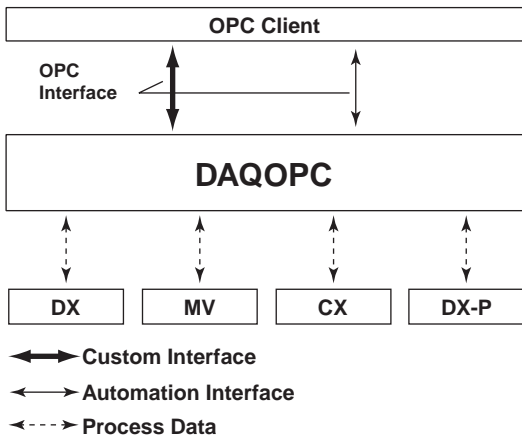 OPC Client
OPC
Interface
DAQOPC
DX
MV
CX
DX-P
Custom Interface
Automation Interface
Process Data